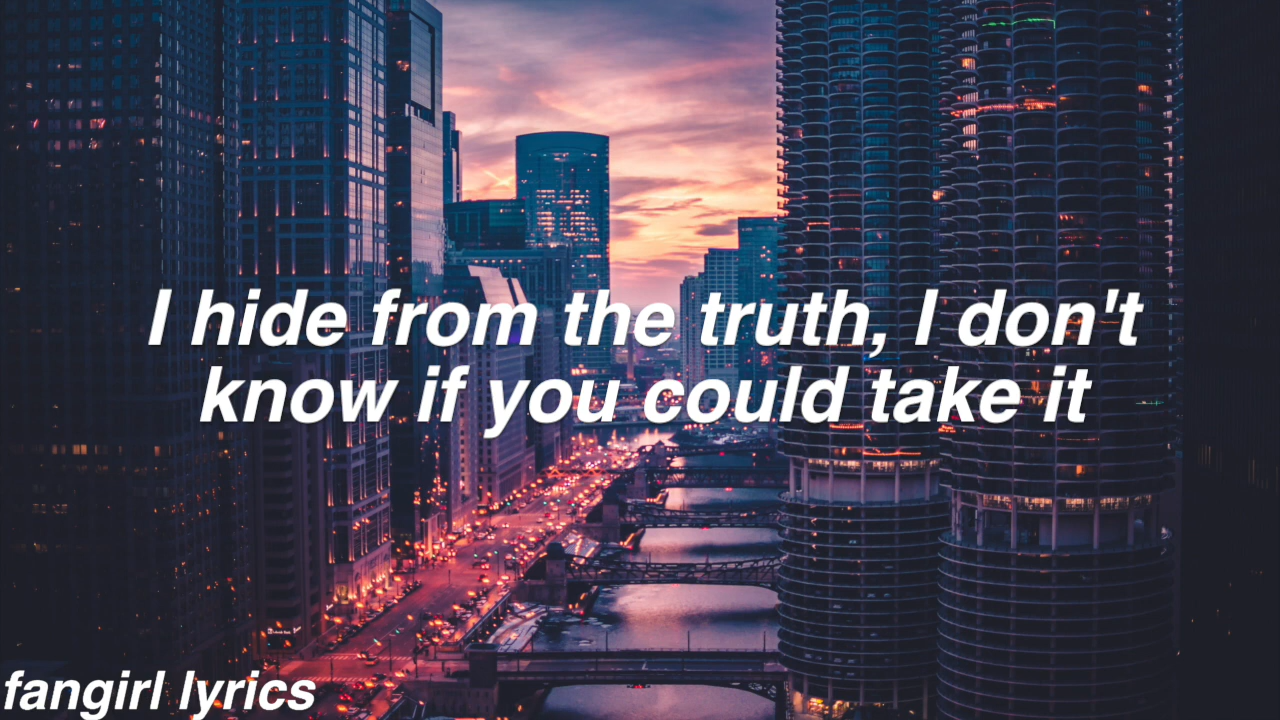 I hide from the truth, I don't
know if you could take it
fangirl lyrics